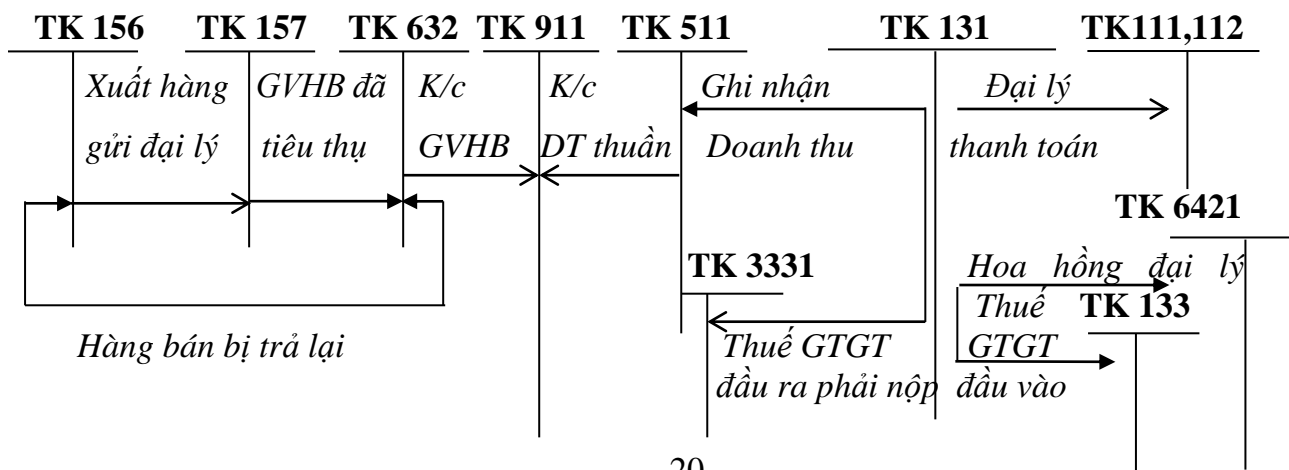 TK 156 TK 157 TK 632 TK 911 TK 511 TK 131 TK111,112
Xuất hàng GVHB đã K/c K/c Ghi nhận Đại lý
gửi đại lý tiêu thụ GVHB DT thuần Doanh thu thanh toán
TK 6421
TK 3331 Hoa hồng đại lý
Thuế TK 133
Hàng bán bị trả lại Thuế GTGT GTGT
đầu ra phải nộp đầu vào
20